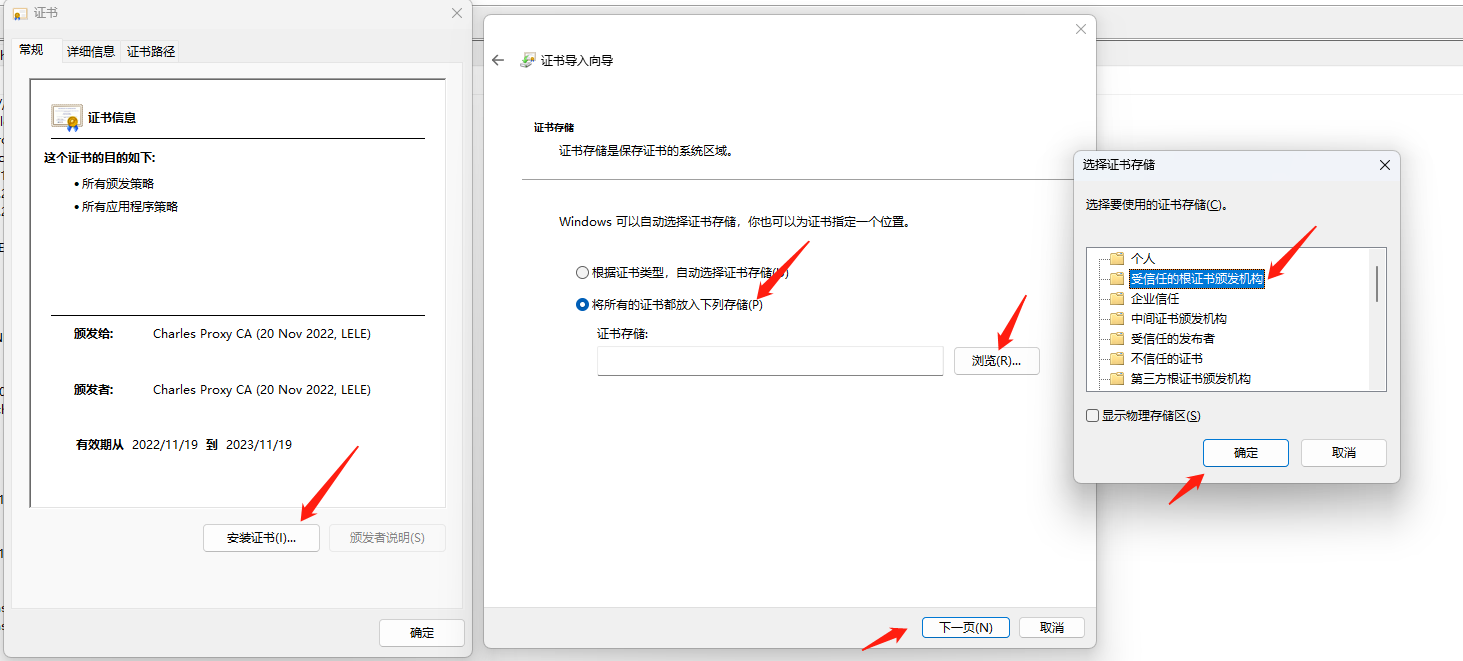 证书
常规 详细信息 证书路径
证书信息
这个证书的目的如下:
• 所有颁发策略
• 所有应用程序策略
颁发给: Charles Proxy CA (20 Nov 2022, LELE)
颁发者: Charles Proxy CA (20 Nov 2022, LELE)
有效期从 2022/11/19 到 2023/11/19
安装证书(I)... 颁发者说明(S)
确定
证书导入向导
证书存储
证书存储是保存证书的系统区域。
Windows 可以自动选择证书存储，你也可以为证书指定一个位置。
根据证书类型，自动选择证书存储(U)
将所有的证书都放入下列存储(P)
证书存储:
浏览(R)...
下一页(N) 取消
选择证书存储
选择要使用的证书存储(C)。
个人
受信任的根证书颁发机构
企业信任
中间证书颁发机构
受信任的发布者
不信任的证书
第三方根证书颁发机构
显示物理存储区(S)
确定 取消